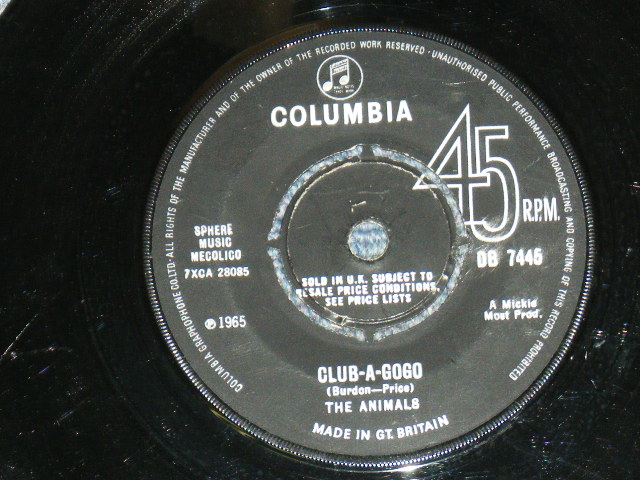 COLUMBIA GRAPHOPHONE CO.LTD·ALL RIGHTS OF THE MANUFACTURER AND OF THE OWNER OF THE RECORDED WORK RESERVED · UNAUTHORISED PUBLIC PERFORMANCE BROADCASTING AND COPYING OF THIS RECORD PROHIBITED
COLUMBIA
45
R.P.M.
SPHERE
MUSIC
MECOLICO
7XCA 28085
DB 7445
SOLD IN U.K. SUBJECT TO
RESALE PRICE CONDITIONS,
SEE PRICE LISTS
A Mickie
Most Prod.
℗ 1965
CLUB-A-GOGO
(Burdon—Price)
THE ANIMALS
MADE IN GT. BRITAIN